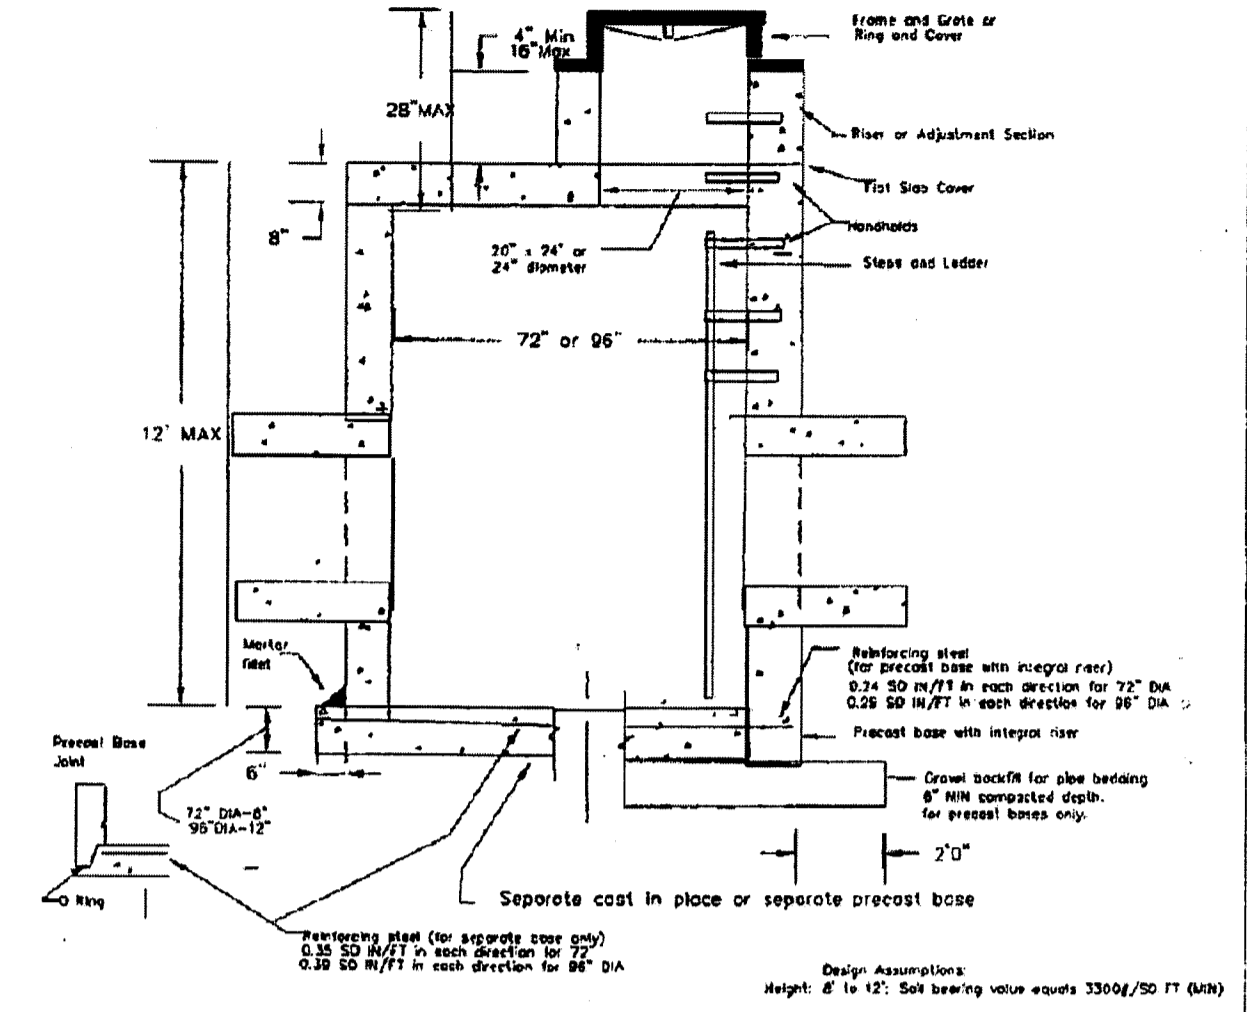 Frame and Grate or
Ring and Cover
4" Min
16" Max
28" MAX
Riser or Adjustment Section
Flat Slab Cover
Handholds
8"
20" x 24" or
24" diameter
Steps and Ladder
72" or 96"
12' MAX
Mortar
fillet
Reinforcing steel
(for precast base with integral riser)
0.24 SQ IN/FT in each direction for 72" DIA
0.29 SQ IN/FT in each direction for 96" DIA
Precast base with integral riser
Precast Base
Joint
6"
Gravel backfill for pipe bedding
6" MIN compacted depth.
for precast bases only.
72" DIA-8"
96"DIA-12"
2'0"
O Ring
Separate cast in place or separate precast base
Reinforcing steel (for separate base only)
0.35 SQ IN/FT in each direction for 72"
0.39 SQ IN/FT in each direction for 96" DIA
Design Assumptions:
Height: 8' to 12'; Soil bearing value equals 3300#/SQ FT (MIN)